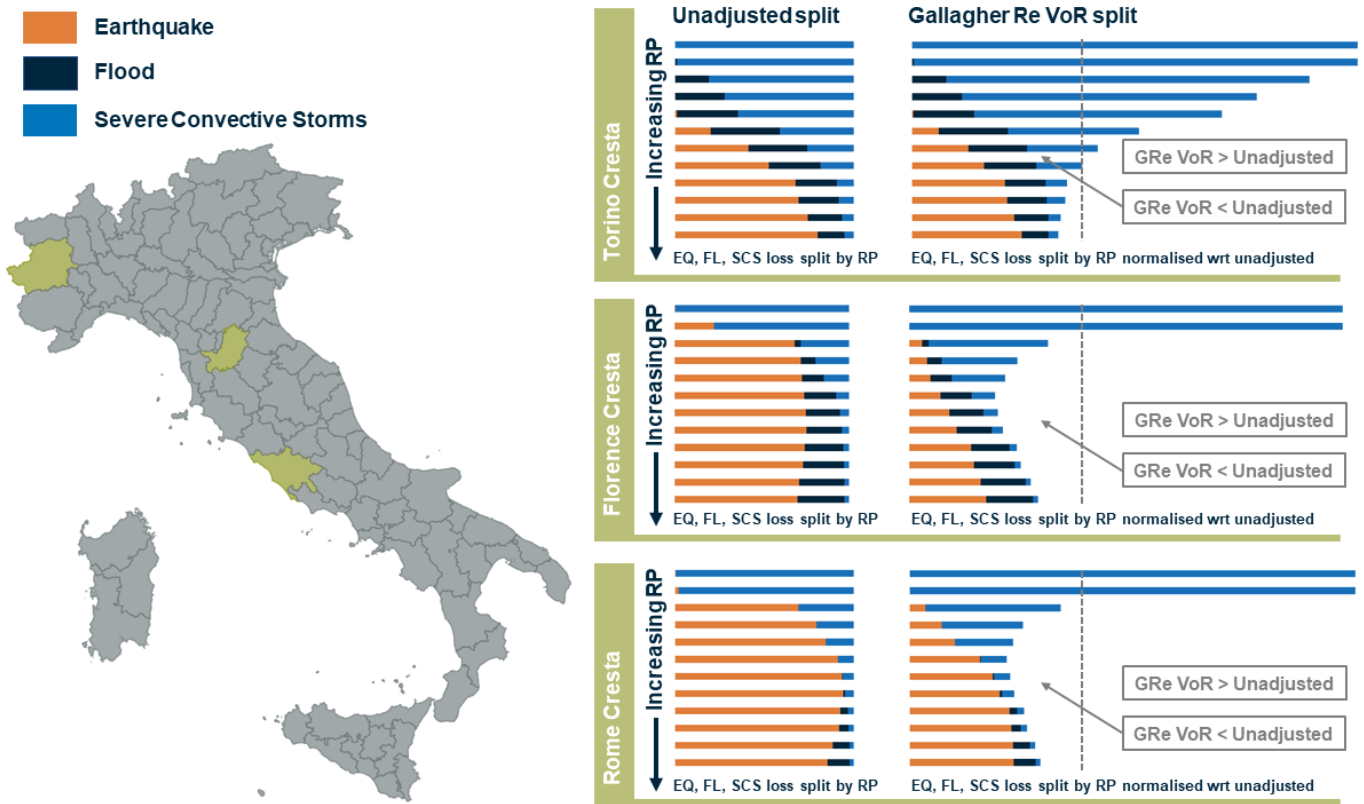 Earthquake
Flood
Severe Convective Storms
Unadjusted split
Gallagher Re VoR split
Torino Cresta
Increasing RP
GRe VoR > Unadjusted
GRe VoR < Unadjusted
EQ, FL, SCS loss split by RP
EQ, FL, SCS loss split by RP normalised wrt unadjusted
Florence Cresta
Increasing RP
GRe VoR > Unadjusted
GRe VoR < Unadjusted
EQ, FL, SCS loss split by RP
EQ, FL, SCS loss split by RP normalised wrt unadjusted
Rome Cresta
Increasing RP
GRe VoR > Unadjusted
GRe VoR < Unadjusted
EQ, FL, SCS loss split by RP
EQ, FL, SCS loss split by RP normalised wrt unadjusted